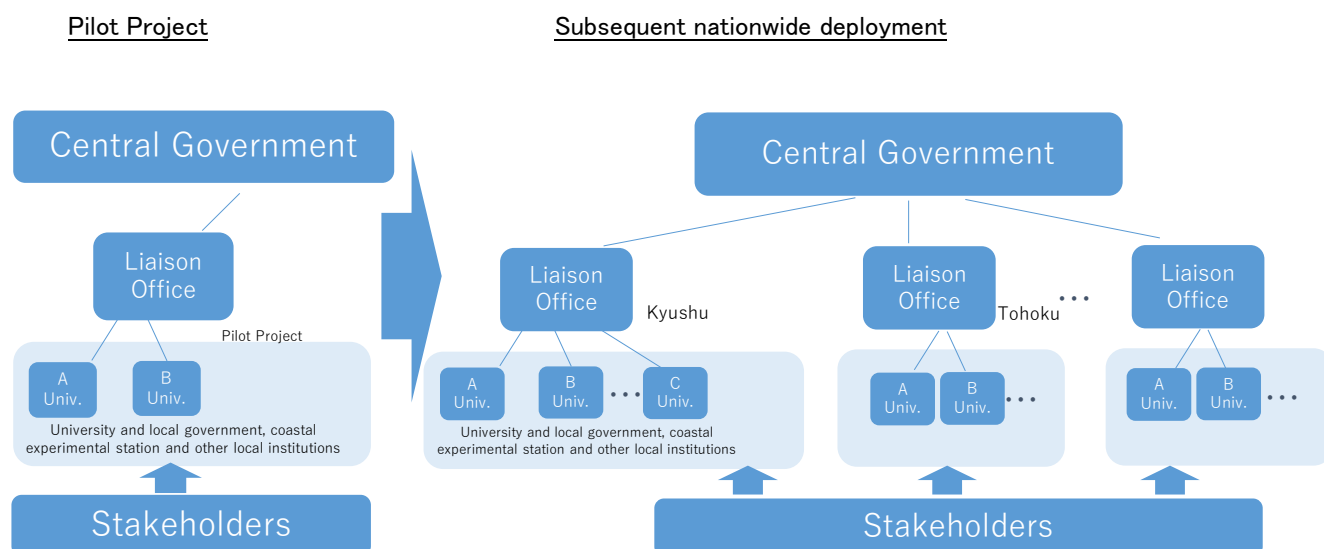 Pilot Project
Subsequent nationwide deployment
Central Government
Liaison
Office
Pilot Project
A
Univ.
B
Univ.
University and local government, coastal
experimental station and other local institutions
Stakeholders
Central Government
Liaison
Office
Kyushu
Liaison
Office
Tohoku
•••
Liaison
Office
A
Univ.
B
Univ.
•••
C
Univ.
University and local government, coastal
experimental station and other local institutions
A
Univ.
B
Univ.
•••
A
Univ.
B
Univ.
•••
Stakeholders